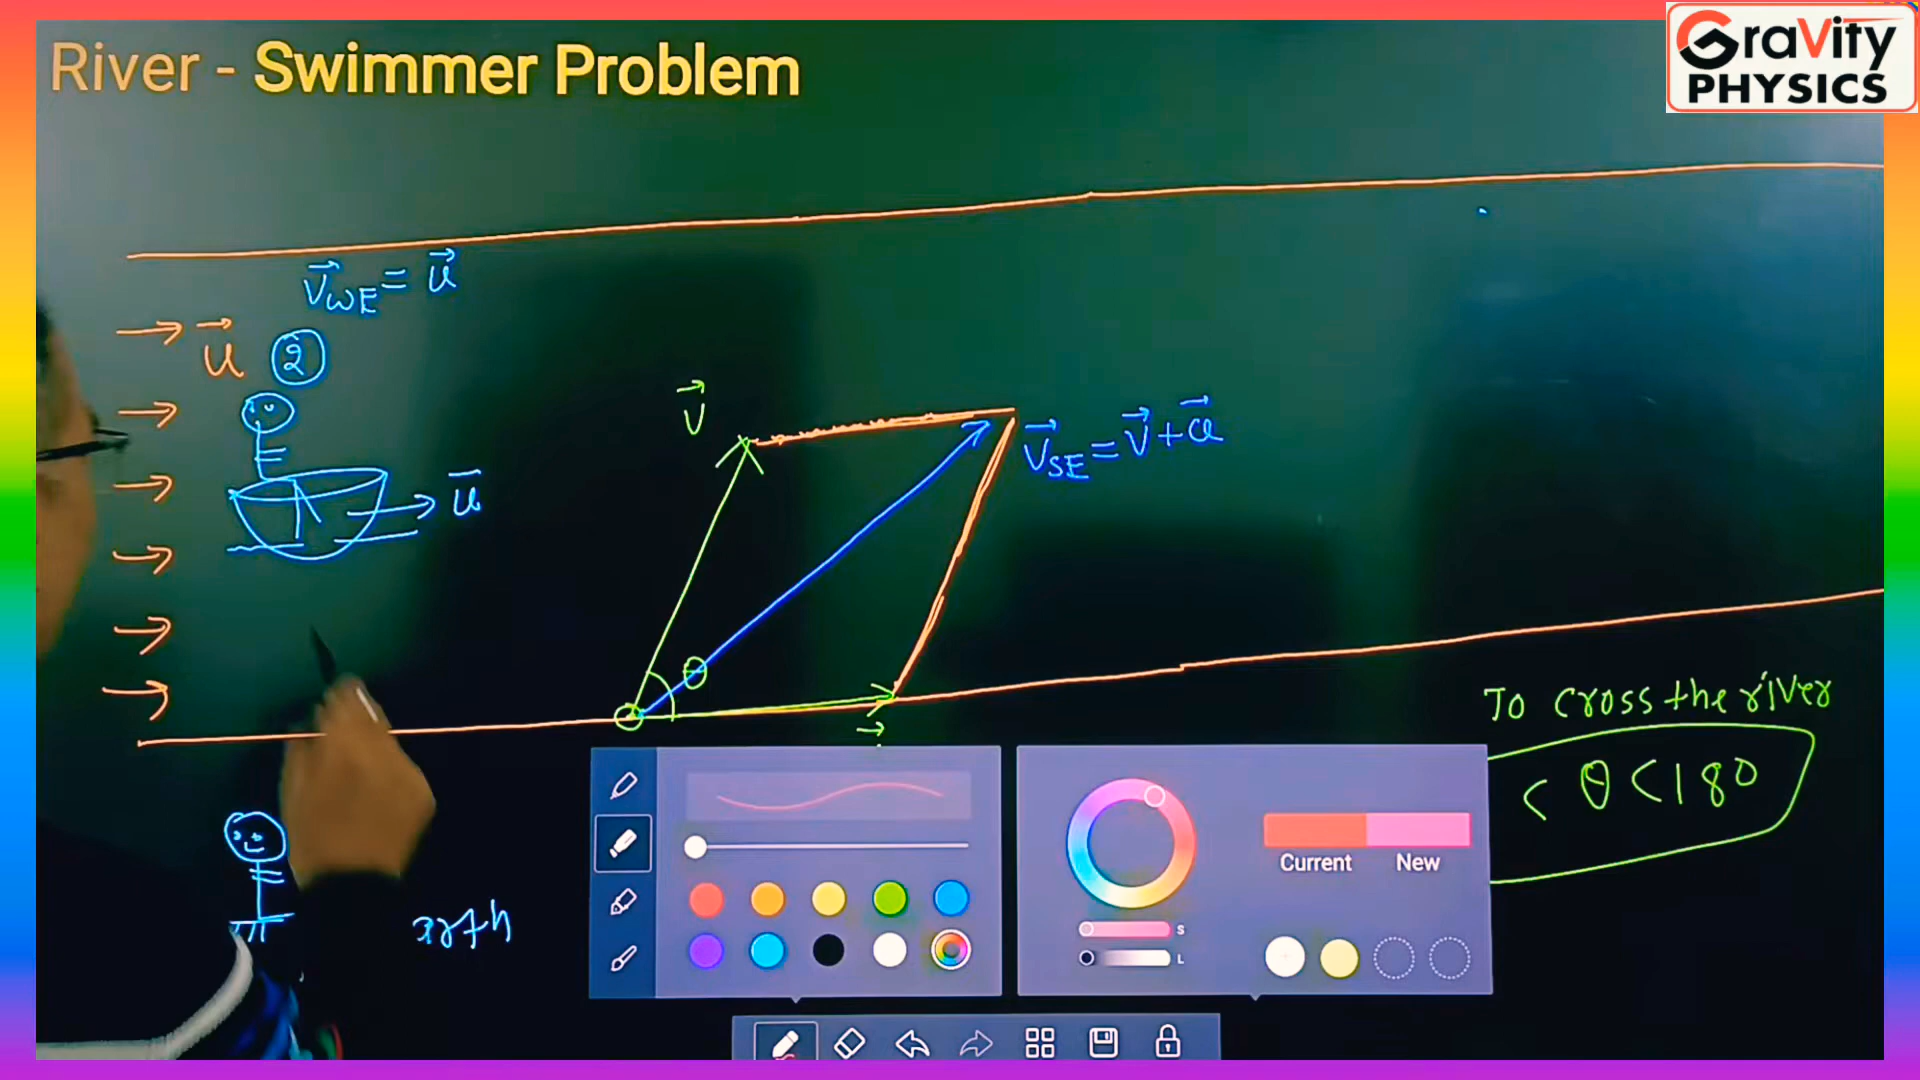 River - Swimmer Problem
GraVity
PHYSICS
V⃗WE = u⃗
u⃗ 2
u⃗
V⃗
V⃗SE = V⃗ + u⃗
θ
To cross the river
< θ < 180
Current New
S
L